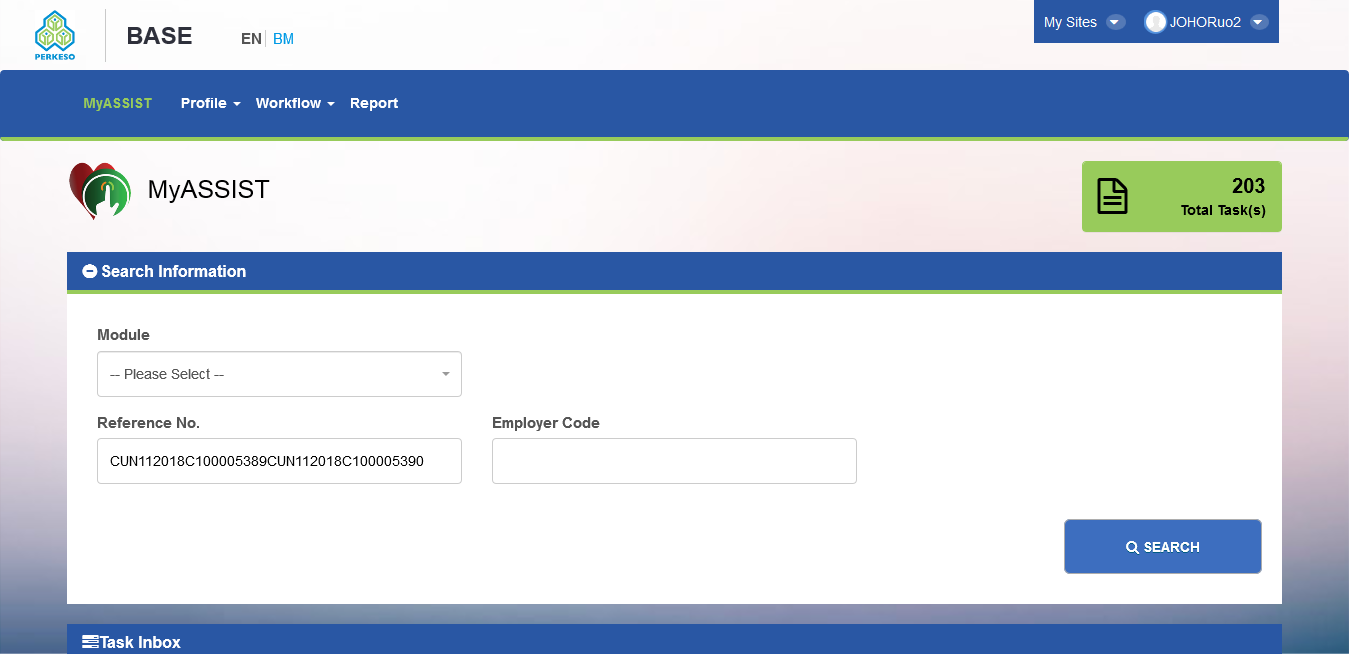 PERKESO
BASE
EN BM
My Sites
JOHORuo2
MyASSIST Profile Workflow Report
MyASSIST
203
Total Task(s)
Search Information
Module
-- Please Select --
Reference No. Employer Code
CUN112018C100005389CUN112018C100005390
SEARCH
Task Inbox